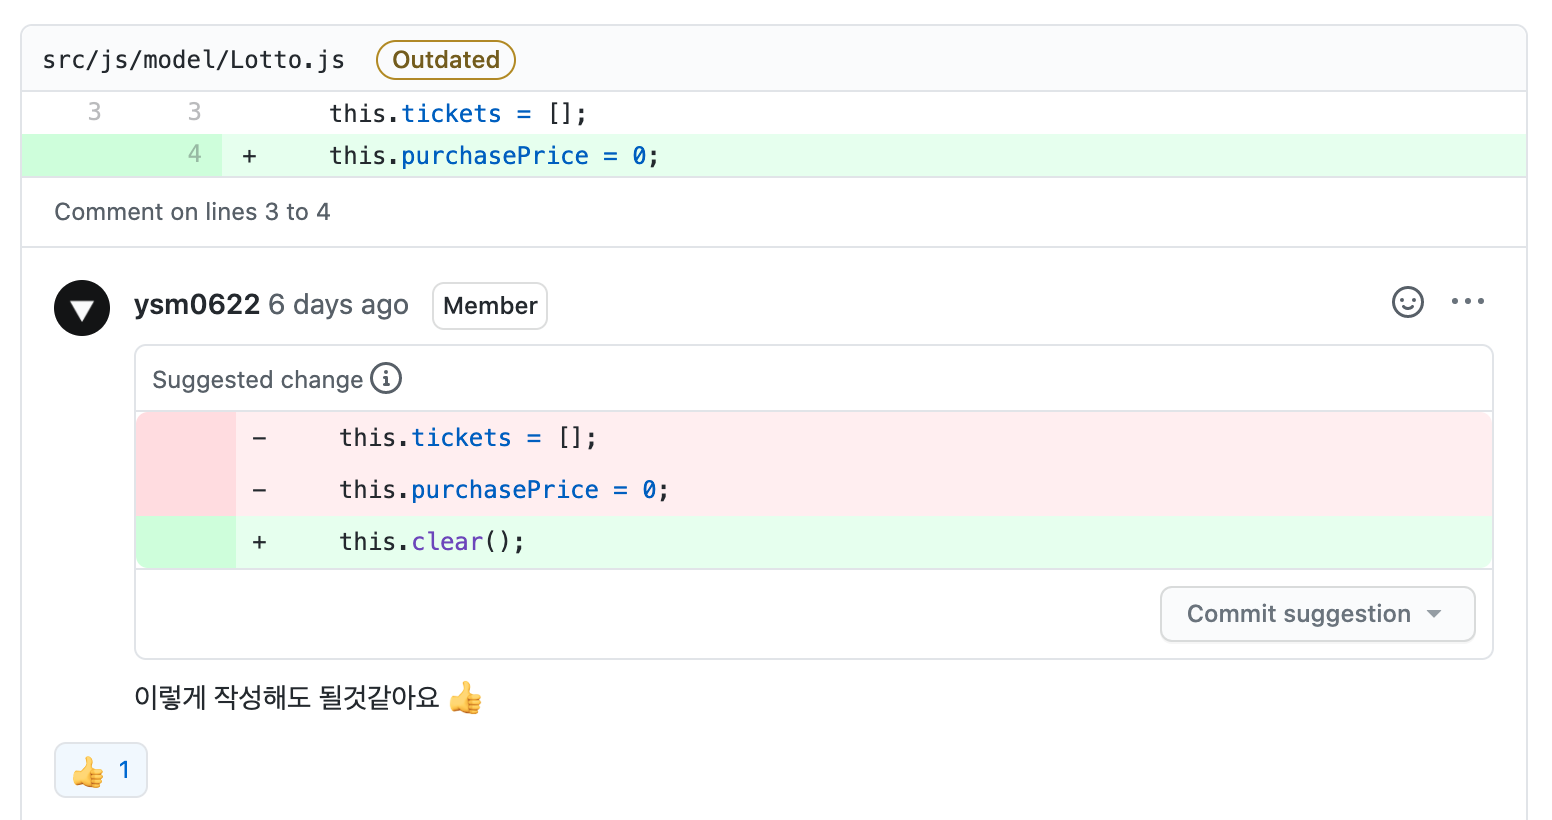 src/js/model/Lotto.js Outdated
3 3 this.tickets = [];
4 + this.purchasePrice = 0;
Comment on lines 3 to 4
ysm0622 6 days ago Member
Suggested change
- this.tickets = [];
- this.purchasePrice = 0;
+ this.clear();
Commit suggestion
이렇게 작성해도 될것같아요 👍
👍 1